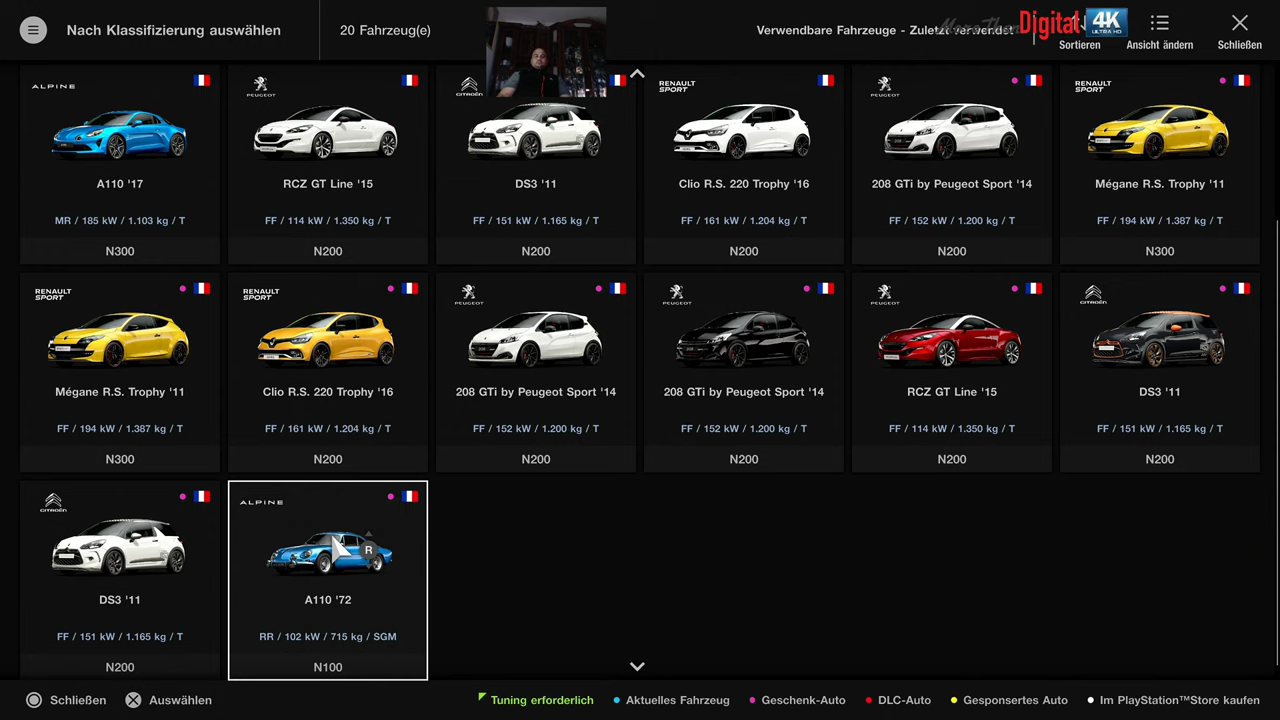 Nach Klassifizierung auswählen
20 Fahrzeug(e)
Verwendbare Fahrzeuge - Zuletzt verwendet
More Then Digital 4K ULTRA HD
Sortieren
Ansicht ändern
Schließen
ALPINE
A110 '17
MR / 185 kW / 1.103 kg / T
N300
PEUGEOT
RCZ GT Line '15
FF / 114 kW / 1.350 kg / T
N200
CITROËN
DS3 '11
FF / 151 kW / 1.165 kg / T
N200
RENAULT SPORT
Clio R.S. 220 Trophy '16
FF / 161 kW / 1.204 kg / T
N200
PEUGEOT
208 GTi by Peugeot Sport '14
FF / 152 kW / 1.200 kg / T
N200
RENAULT SPORT
Mégane R.S. Trophy '11
FF / 194 kW / 1.387 kg / T
N300
RENAULT SPORT
Mégane R.S. Trophy '11
FF / 194 kW / 1.387 kg / T
N300
RENAULT SPORT
Clio R.S. 220 Trophy '16
FF / 161 kW / 1.204 kg / T
N200
PEUGEOT
208 GTi by Peugeot Sport '14
FF / 152 kW / 1.200 kg / T
N200
PEUGEOT
208 GTi by Peugeot Sport '14
FF / 152 kW / 1.200 kg / T
N200
PEUGEOT
RCZ GT Line '15
FF / 114 kW / 1.350 kg / T
N200
CITROËN
DS3 '11
FF / 151 kW / 1.165 kg / T
N200
CITROËN
DS3 '11
FF / 151 kW / 1.165 kg / T
N200
ALPINE
R
A110 '72
RR / 102 kW / 715 kg / SGM
N100
Schließen
Auswählen
Tuning erforderlich
Aktuelles Fahrzeug
Geschenk-Auto
DLC-Auto
Gesponsertes Auto
Im PlayStation™Store kaufen